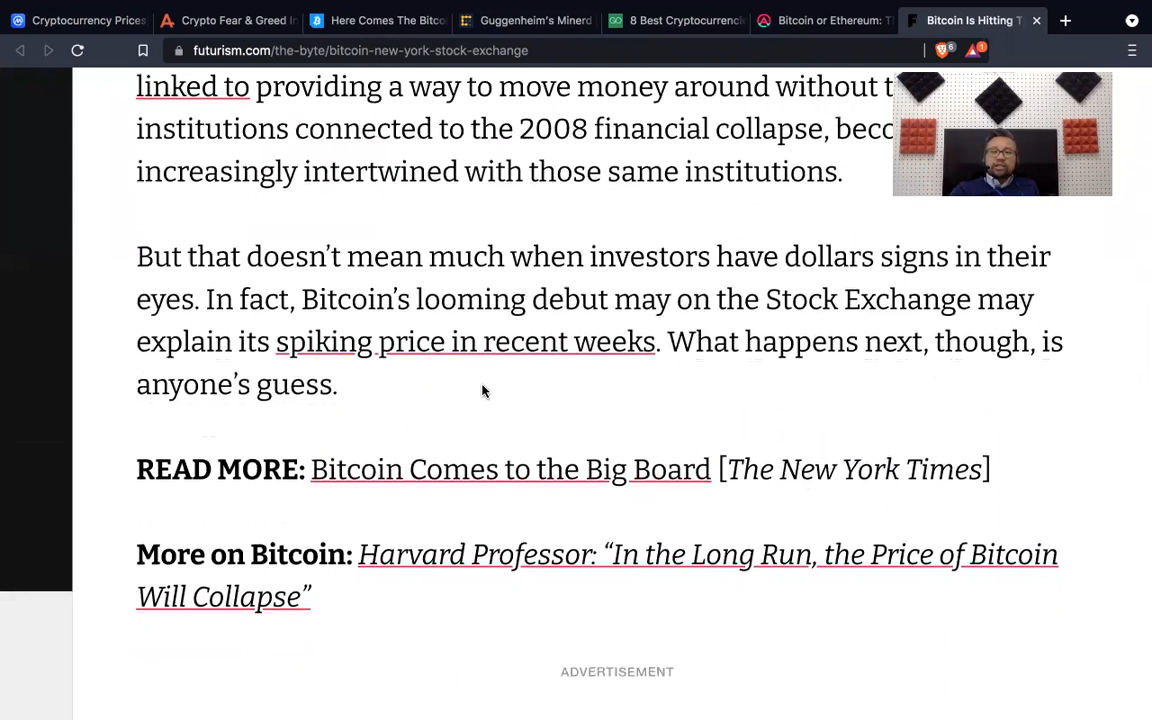 Cryptocurrency Prices
Crypto Fear & Greed In
Here Comes The Bitco
Guggenheim's Minerd
8 Best Cryptocurrencie
Bitcoin or Ethereum: T
Bitcoin Is Hitting T
futurism.com/the-byte/bitcoin-new-york-stock-exchange
6
1
linked to providing a way to move money around without t
institutions connected to the 2008 financial collapse, beco
increasingly intertwined with those same institutions.
But that doesn’t mean much when investors have dollars signs in their
eyes. In fact, Bitcoin’s looming debut may on the Stock Exchange may
explain its spiking price in recent weeks. What happens next, though, is
anyone’s guess.
READ MORE: Bitcoin Comes to the Big Board [The New York Times]
More on Bitcoin: Harvard Professor: “In the Long Run, the Price of Bitcoin
Will Collapse”
ADVERTISEMENT